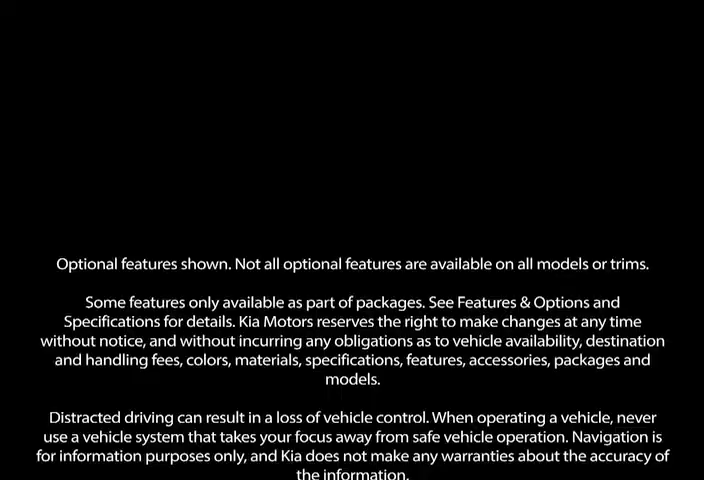 Optional features shown. Not all optional features are available on all models or trims.
Some features only available as part of packages. See Features & Options and
Specifications for details. Kia Motors reserves the right to make changes at any time
without notice, and without incurring any obligations as to vehicle availability, destination
and handling fees, colors, materials, specifications, features, accessories, packages and
models.
Distracted driving can result in a loss of vehicle control. When operating a vehicle, never
use a vehicle system that takes your focus away from safe vehicle operation. Navigation is
for information purposes only, and Kia does not make any warranties about the accuracy of
the information.